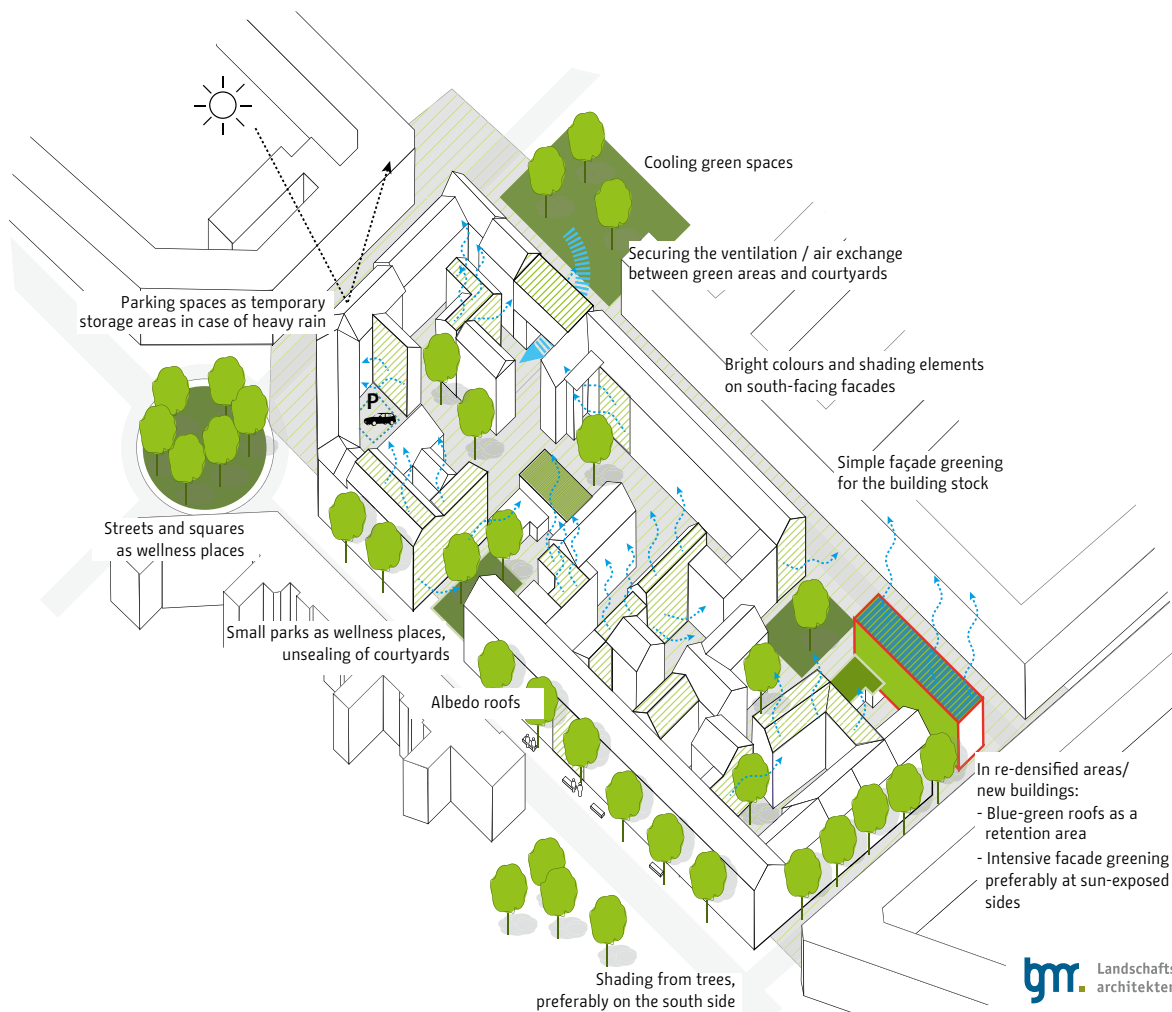 Cooling green spaces
Securing the ventilation / air exchange
between green areas and courtyards
Parking spaces as temporary
storage areas in case of heavy rain
Bright colours and shading elements
on south-facing facades
P
Simple façade greening
for the building stock
Streets and squares
as wellness places
Small parks as wellness places,
unsealing of courtyards
Albedo roofs
In re-densified areas/
new buildings:
- Blue-green roofs as a
retention area
- Intensive facade greening
preferably at sun-exposed
sides
Shading from trees,
preferably on the south side
bgmr.
Landschafts
architekten